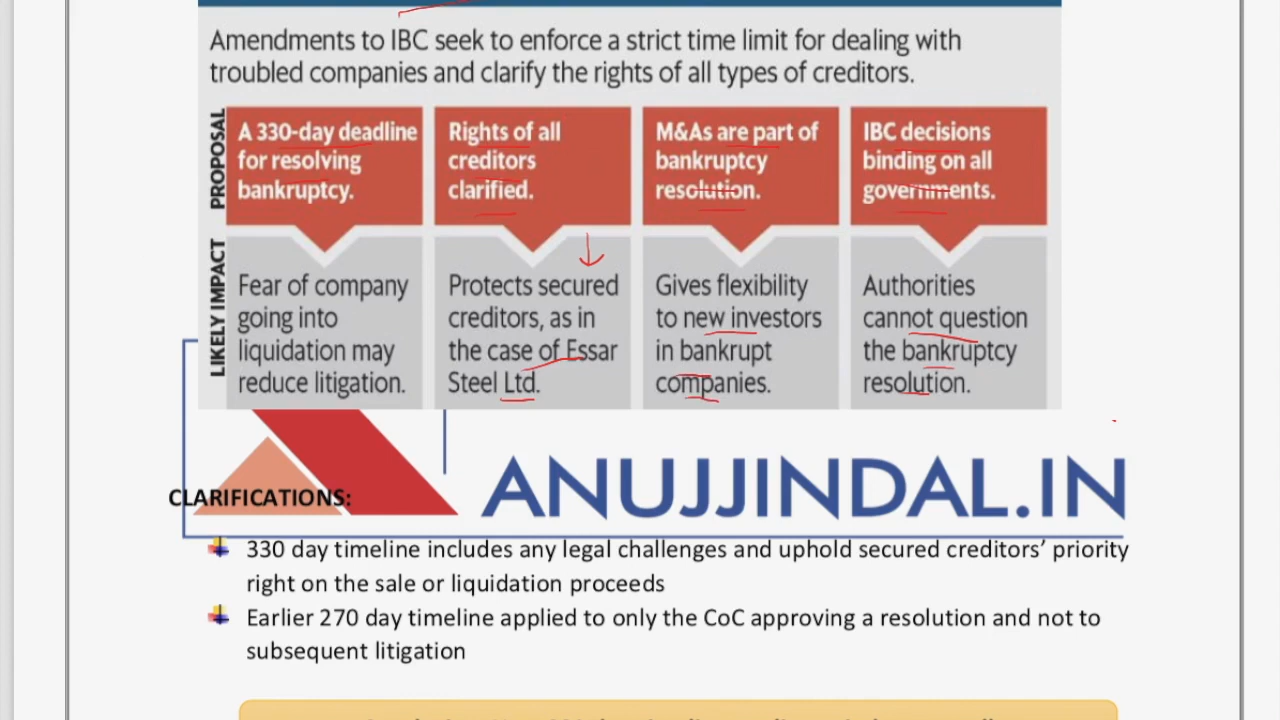 Amendments to IBC seek to enforce a strict time limit for dealing with
troubled companies and clarify the rights of all types of creditors.
PROPOSAL
A 330-day deadline
for resolving
bankruptcy.
Rights of all
creditors
clarified.
M&As are part of
bankruptcy
resolution.
IBC decisions
binding on all
governments.
LIKELY IMPACT
Fear of company
going into
liquidation may
reduce litigation.
Protects secured
creditors, as in
the case of Essar
Steel Ltd.
Gives flexibility
to new investors
in bankrupt
companies.
Authorities
cannot question
the bankruptcy
resolution.
ANUJJINDAL.IN
CLARIFICATIONS:
330 day timeline includes any legal challenges and uphold secured creditors’ priority
right on the sale or liquidation proceeds
Earlier 270 day timeline applied to only the CoC approving a resolution and not to
subsequent litigation